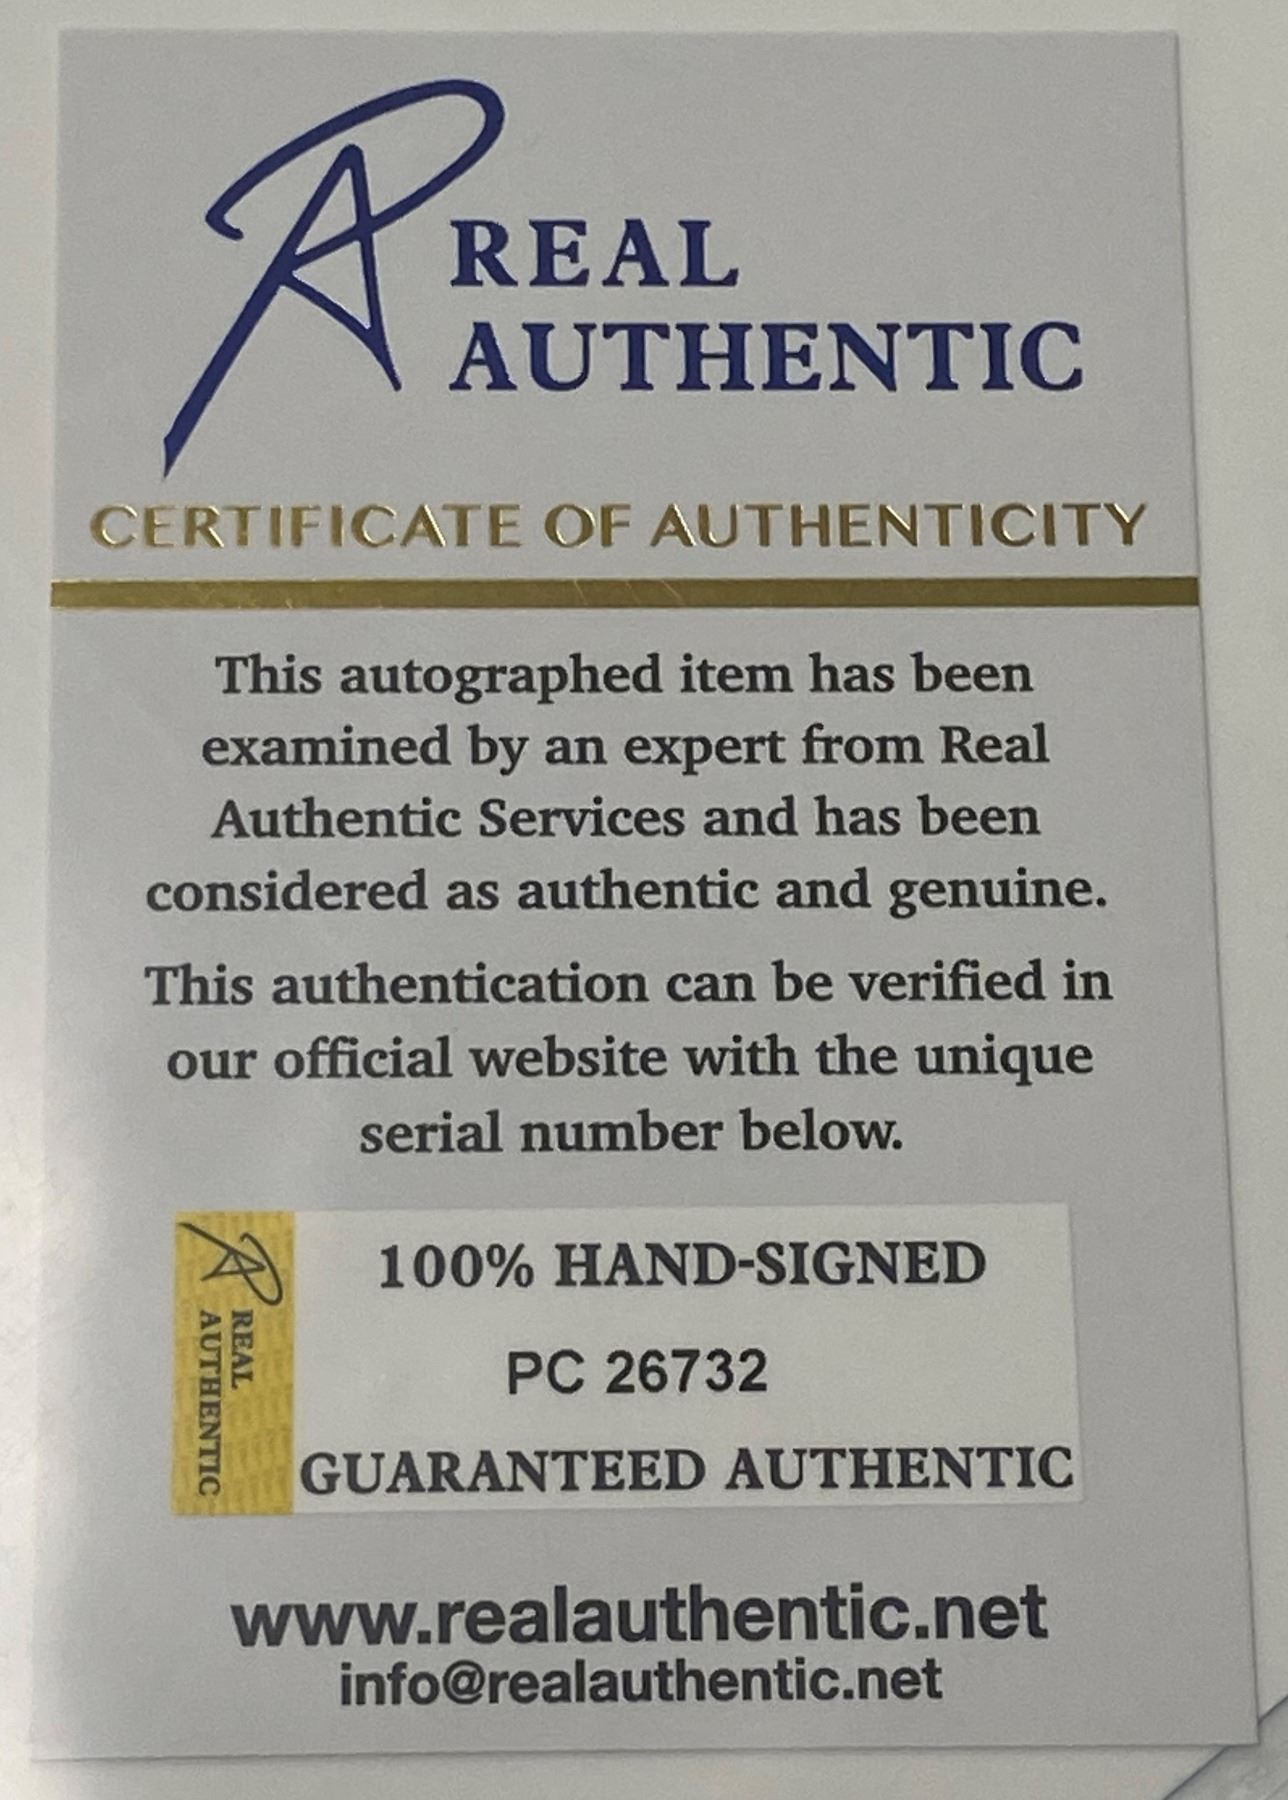 REAL
AUTHENTIC
CERTIFICATE OF AUTHENTICITY
This autographed item has been
examined by an expert from Real
Authentic Services and has been
considered as authentic and genuine.
This authentication can be verified in
our official website with the unique
serial number below.
REAL
AUTHENTIC
100% HAND-SIGNED
PC 26732
GUARANTEED AUTHENTIC
www.realauthentic.net
info@realauthentic.net